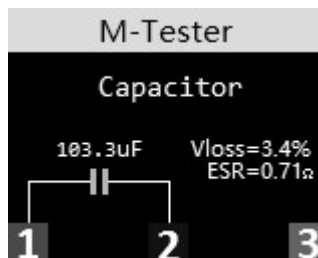 M-Tester
Capacitor
103.3uF Vloss=3.4%
ESR=0.71Ω
1 2 3